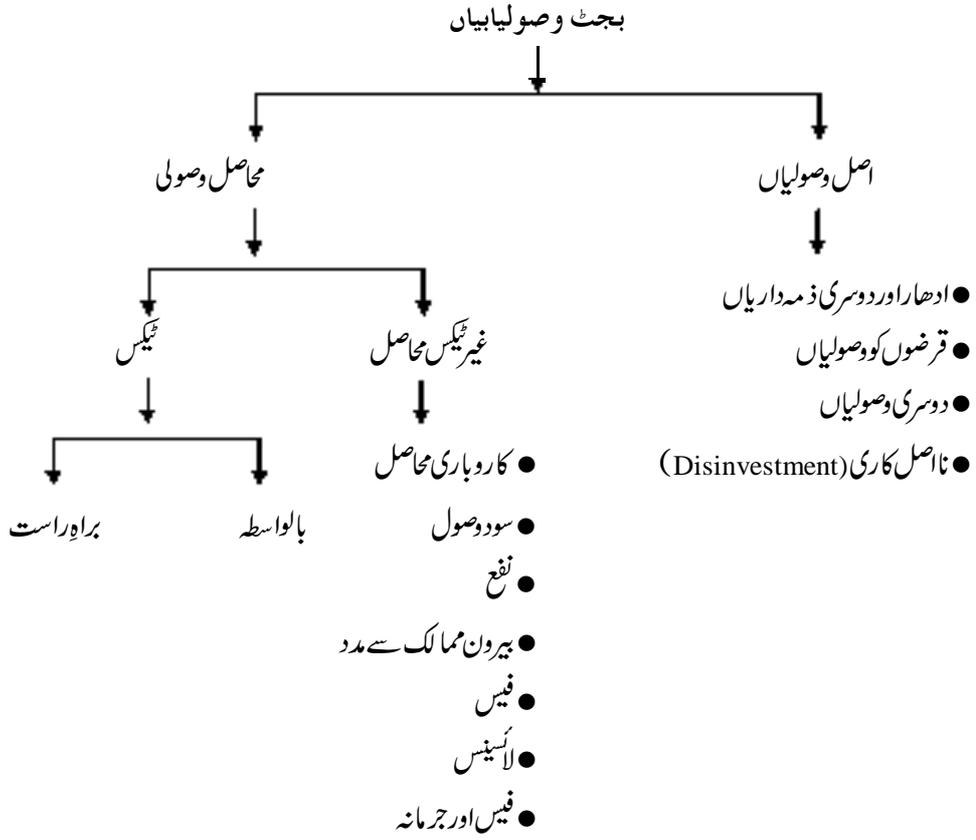 بجٹ وصولیابیاں
اصل وصولیاں
محاصل وصولی
ادھار اور دوسری ذمہ داریاں
قرضوں کو وصولیاں
دوسری وصولیاں
نااصل کاری (Disinvestment)
غیر ٹیکس محاصل
ٹیکس
کاروباری محاصل
سود وصول
نفع
بیرون ممالک سے مدد
فیس
لائسینس
فیس اور جرمانہ
بالواسطہ
براہِ راست